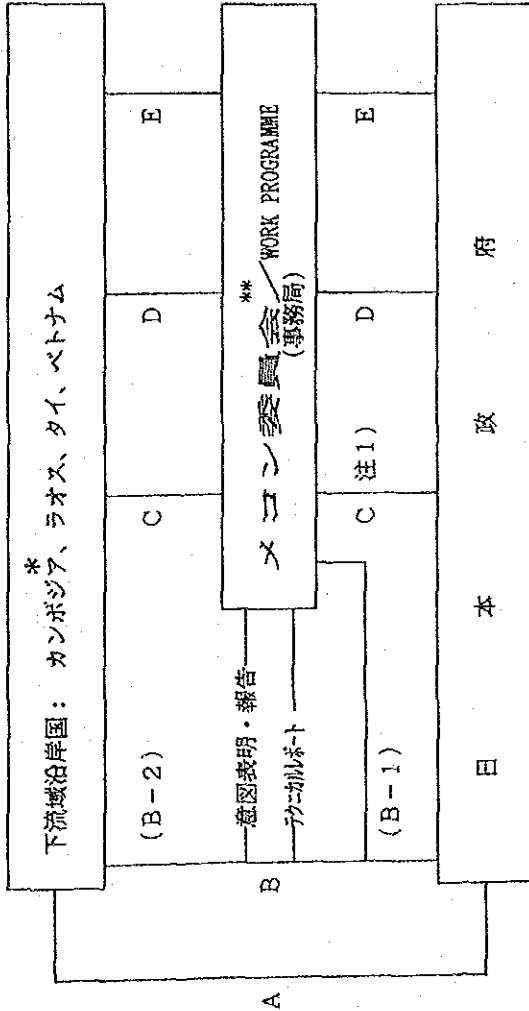 下流域沿岸国： カンボジア*、ラオス、タイ、ベトナム
A
B
(B-2)
C
D
E
意図表明・報告
テクニカルレポート
メコン委員会**／WORK PROGRAMME
(事務局)
(B-1)
C
注1)
D
E
日 本 政 府